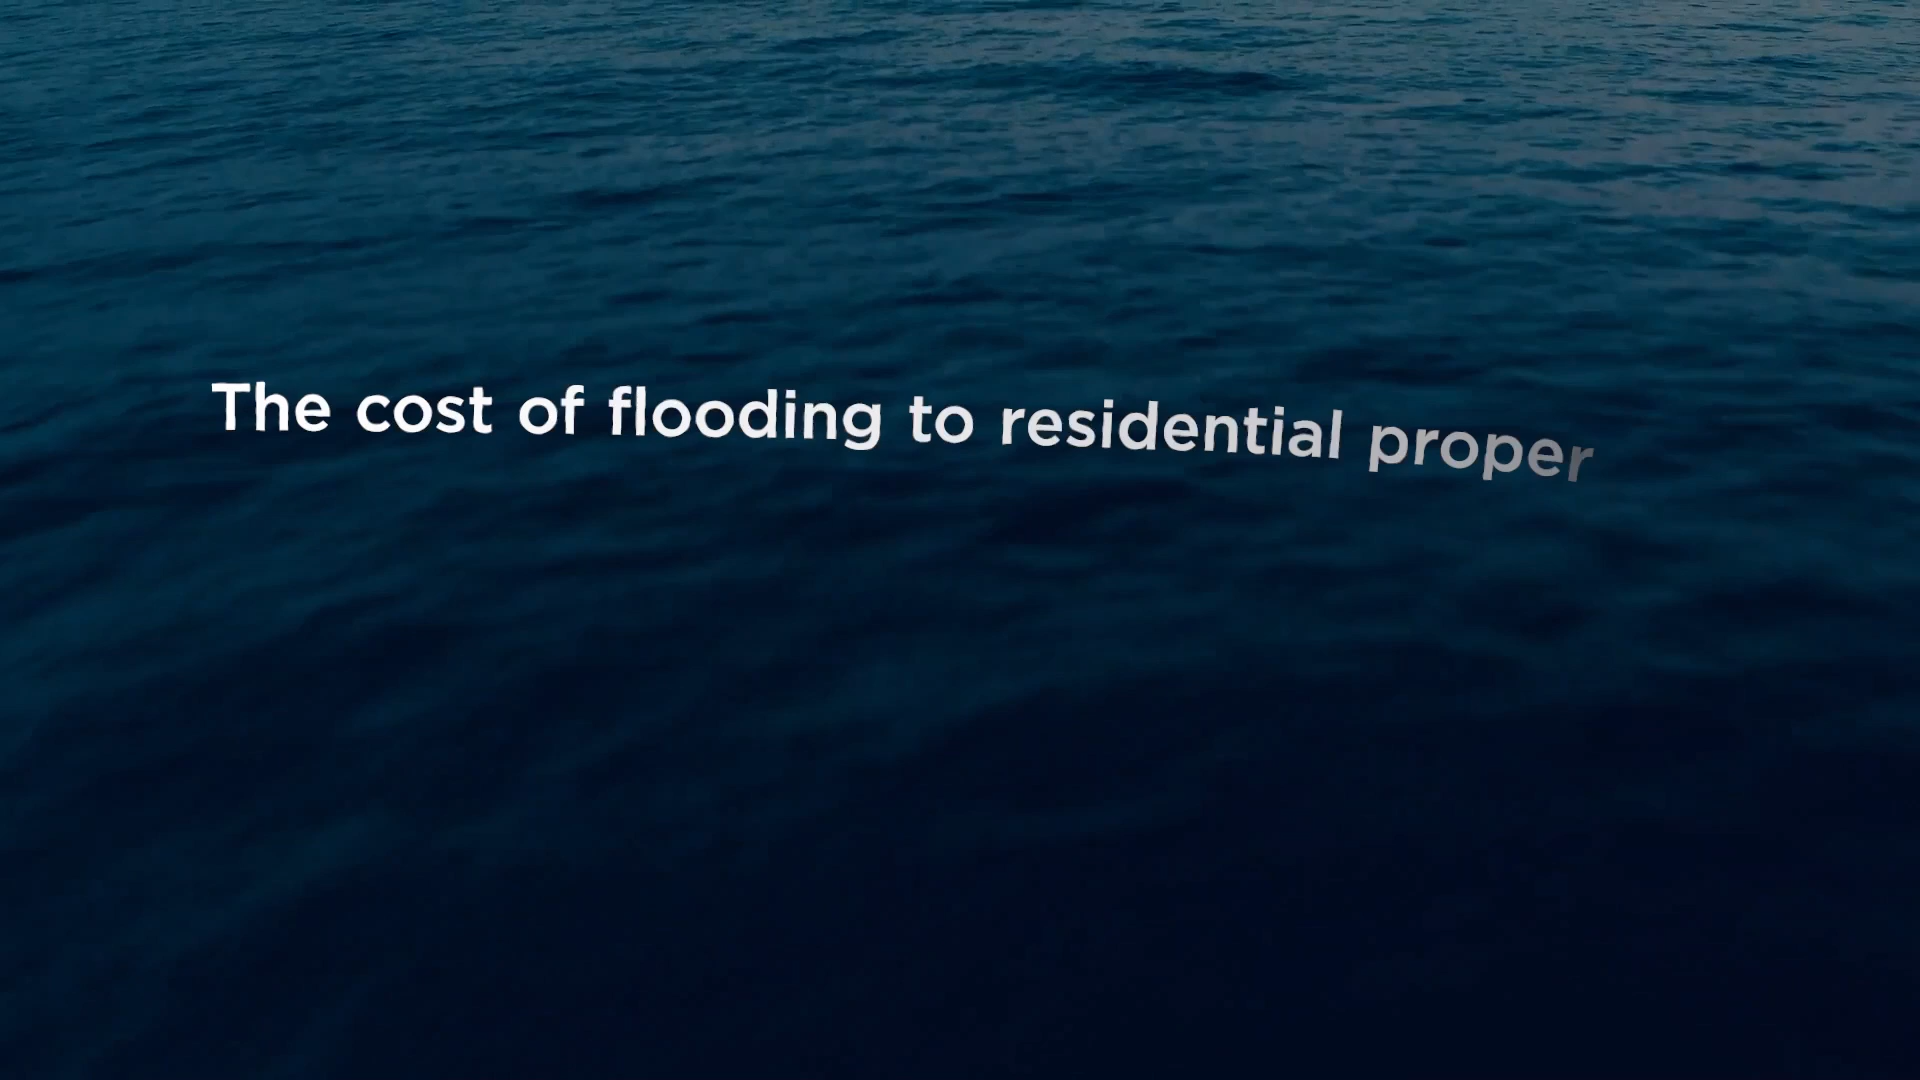 The cost of flooding to residential proper